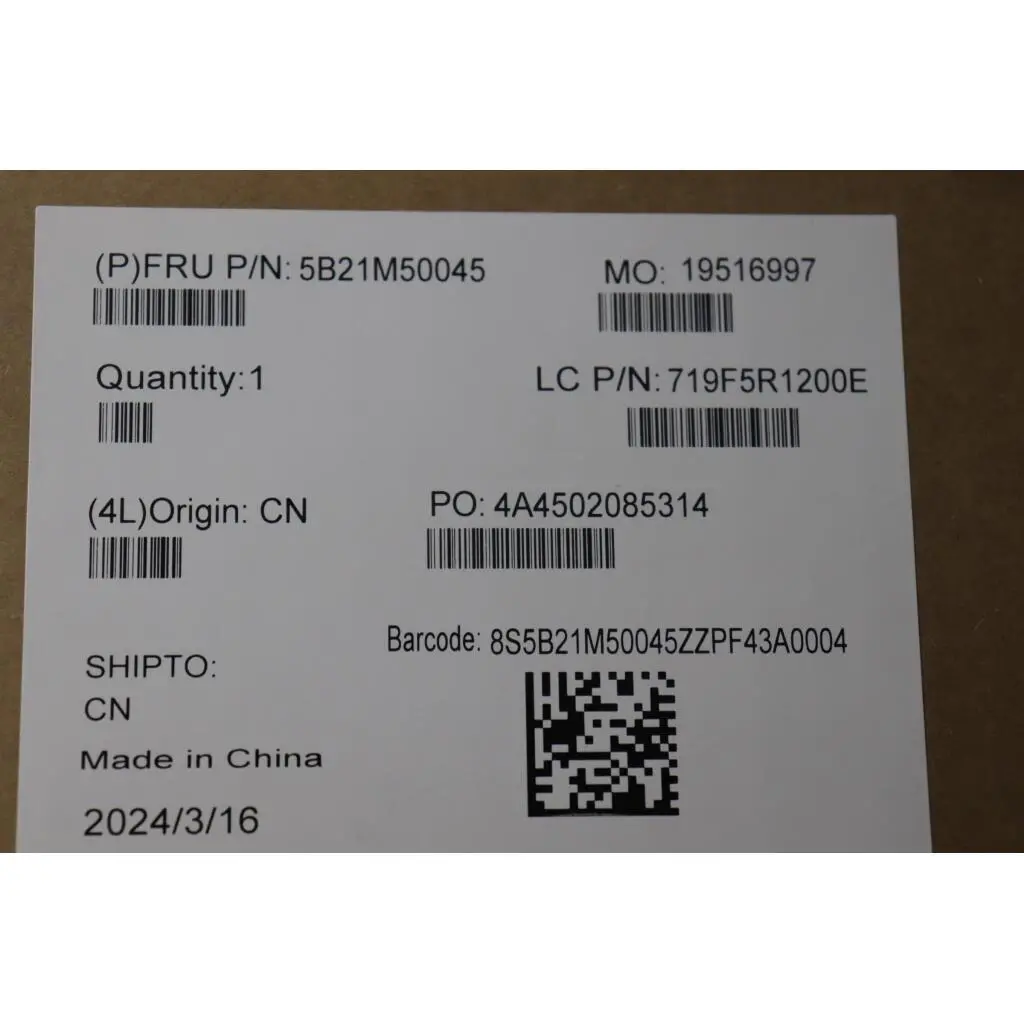 (P)FRU P/N: 5B21M50045
MO: 19516997
Quantity:1
LC P/N: 719F5R1200E
(4L)Origin: CN
PO: 4A4502085314
Barcode: 8S5B21M50045ZZPF43A0004
SHIPTO:
CN
Made in China
2024/3/16